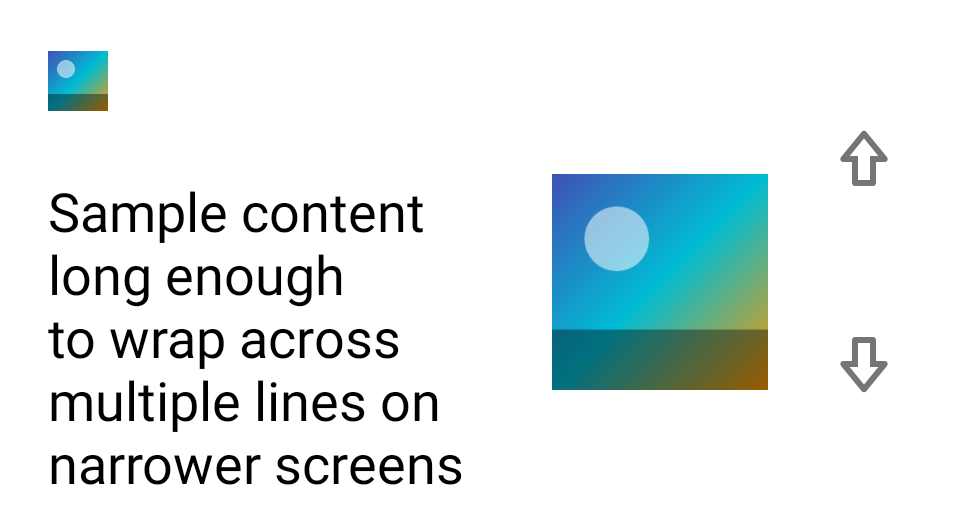 Sample content
long enough
to wrap across
multiple lines on
narrower screens